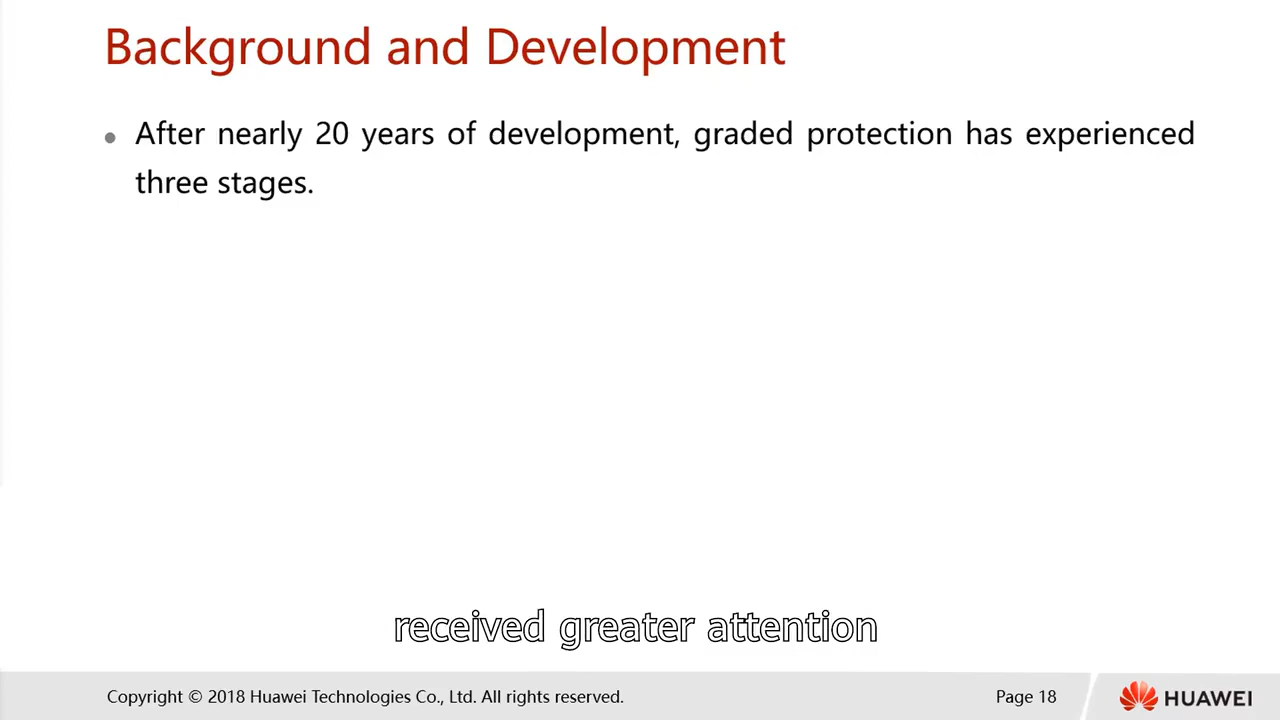 Background and Development
• After nearly 20 years of development, graded protection has experienced
three stages.
received greater attention
Copyright © 2018 Huawei Technologies Co., Ltd. All rights reserved.
Page 18
HUAWEI